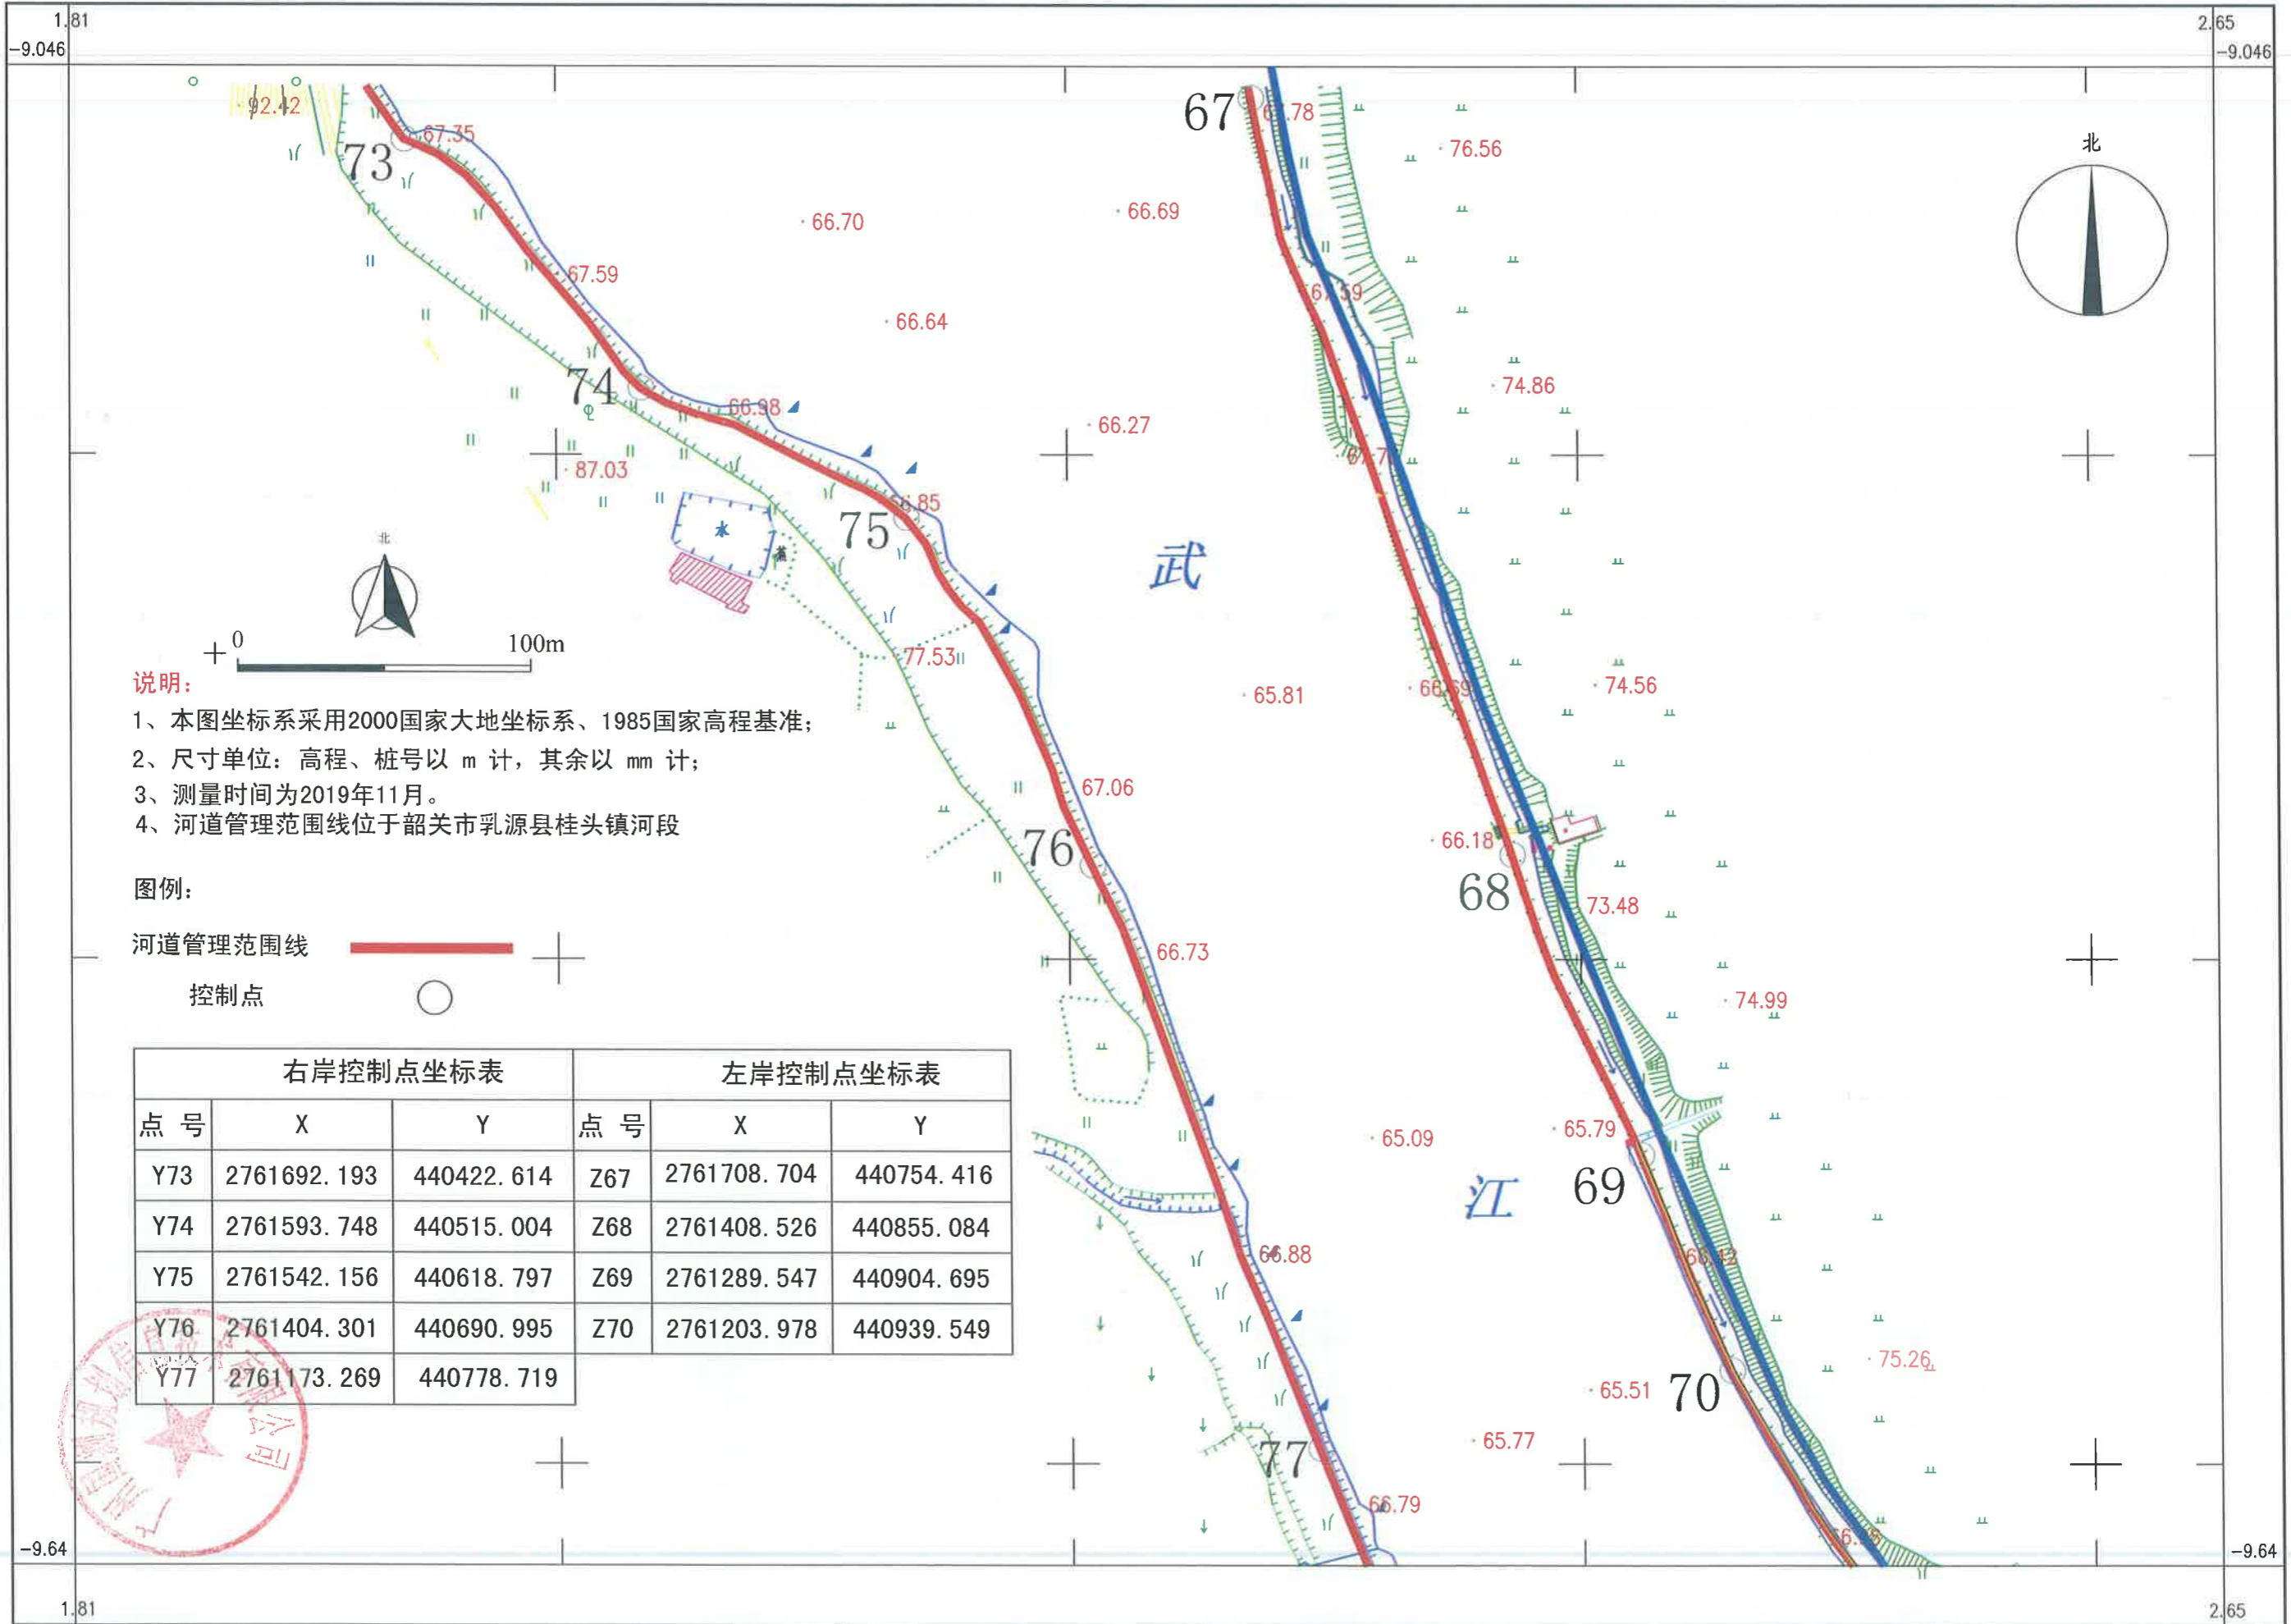 1.81
2.65
-9.046
-9.046
67
67.78
92.42
67.35
73
76.56
北
66.70
66.69
67.59
67.59
66.64
74
66.98
74.86
66.27
87.03
66.85
75
水
武
北
0
100m
77.53
65.81
66.69
74.56
说明：
1、本图坐标系采用2000国家大地坐标系、1985国家高程基准；
2、尺寸单位：高程、桩号以 m 计，其余以 mm 计；
3、测量时间为2019年11月。
4、河道管理范围线位于韶关市乳源县桂头镇河段
67.06
76
66.18
68
73.48
图例：
河道管理范围线
控制点
66.73
74.99
右岸控制点坐标表 左岸控制点坐标表
点 号 X Y 点 号 X Y
Y73 2761692.193 440422.614 Z67 2761708.704 440754.416
Y74 2761593.748 440515.004 Z68 2761408.526 440855.084
Y75 2761542.156 440618.797 Z69 2761289.547 440904.695
Y76 2761404.301 440690.995 Z70 2761203.978 440939.549
Y77 2761173.269 440778.719
65.09
65.79
69
江
66.88
66.42
75.26
65.51
70
65.77
77
66.79
公司
-9.64
-9.64
1.81
2.65